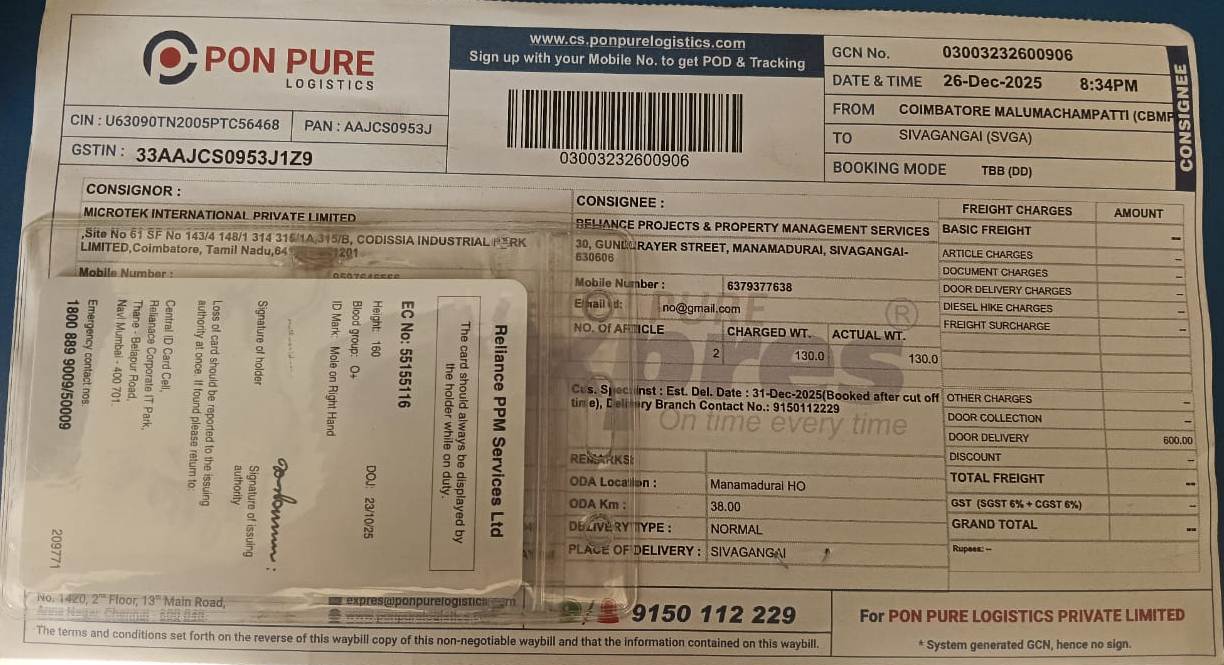 PON PURE
LOGISTICS
www.cs.ponpurelogistics.com
Sign up with your Mobile No. to get POD & Tracking
03003232600906
CIN : U63090TN2005PTC56468
PAN : AAJCS0953J
GSTIN : 33AAJCS0953J1Z9
GCN No. 03003232600906
DATE & TIME 26-Dec-2025 8:34PM
FROM COIMBATORE MALUMACHAMPATTI (CBMP
TO SIVAGANGAI (SVGA)
BOOKING MODE TBB (DD)
CONSIGNEE
CONSIGNOR :
MICROTEK INTERNATIONAL PRIVATE LIMITED
,Site No 61 SF No 143/4 148/1 314 316/1A,315/B, CODISSIA INDUSTRIAL PARK
LIMITED,Coimbatore, Tamil Nadu,64 1201
Mobile Number :
CONSIGNEE :
RELIANCE PROJECTS & PROPERTY MANAGEMENT SERVICES
30, GUNDURAYER STREET, MANAMADURAI, SIVAGANGAI-
630606
Mobile Number : 6379377638
Email Id: no@gmail.com
NO. Of ARTICLE CHARGED WT. ACTUAL WT.
2 130.0 130.0
Cus. Spec. Inst : Est. Del. Date : 31-Dec-2025(Booked after cut off
time), Delivery Branch Contact No.: 9150112229
PURE
®
xpres
On time every time
REMARKS:
ODA Location : Manamadurai HO
ODA Km : 38.00
DELIVERY TYPE : NORMAL
PLACE OF DELIVERY : SIVAGANGAI
FREIGHT CHARGES AMOUNT
BASIC FREIGHT --
ARTICLE CHARGES --
DOCUMENT CHARGES --
DOOR DELIVERY CHARGES --
DIESEL HIKE CHARGES --
FREIGHT SURCHARGE --
OTHER CHARGES --
DOOR COLLECTION --
DOOR DELIVERY 600.00
DISCOUNT --
TOTAL FREIGHT --
GST (SGST 6% + CGST 6%) --
GRAND TOTAL --
Rupees: --
Reliance PPM Services Ltd
The card should always be displayed by
the holder while on duty.
EC No: 55155116
Height: 160 DOJ: 23/10/25
Blood group: O+
ID Mark: Mole on Right Hand
Signature of holder
Signature of issuing
authority
Loss of card should be reported to the issuing
authority at once. If found please return to:
Central ID Card Cell,
Reliance Corporate IT Park,
Thane - Belapur Road,
Navi Mumbai - 400 701.
Emergency contact nos:
1800 889 9009/50009
209771
No. 1420, 2nd Floor, 13th Main Road,
Anna Nagar, Chennai - 600
expres@ponpurelogistics.com
9150 112 229
The terms and conditions set forth on the reverse of this waybill copy of this non-negotiable waybill and that the information contained on this waybill.
For PON PURE LOGISTICS PRIVATE LIMITED
* System generated GCN, hence no sign.